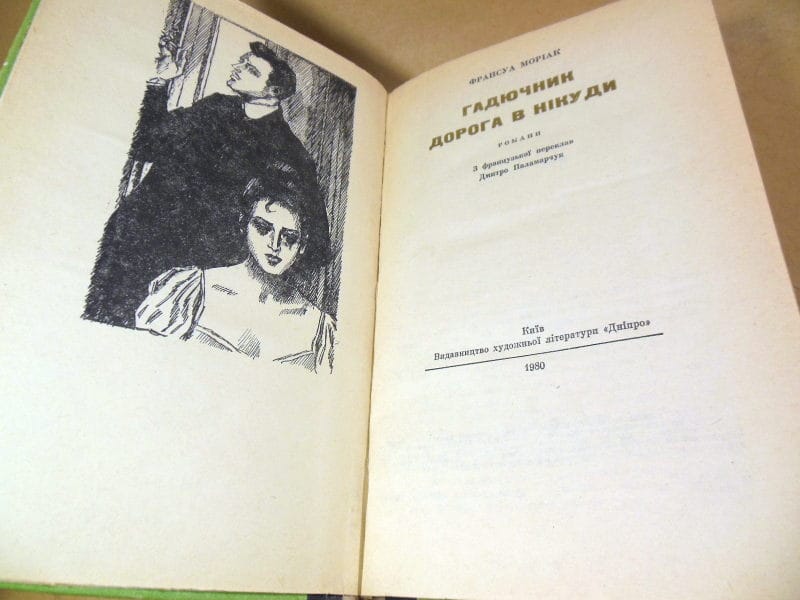 ФРАНСУА МОРІАК
ГАДЮЧНИК
ДОРОГА В НІКУДИ
РОМАНИ
З французької переклав
Дмитро Паламарчук
Київ
Видавництво художньої літератури «Дніпро»
1980